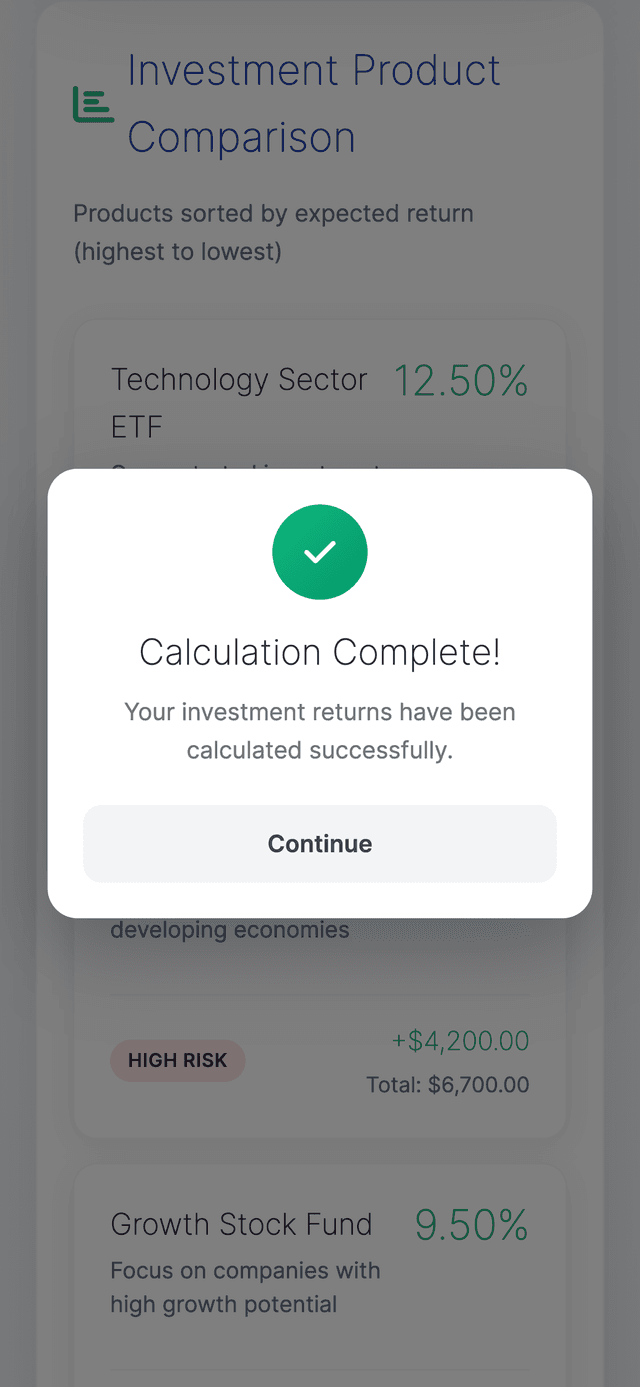 Investment Product
Comparison
Products sorted by expected return
(highest to lowest)
Technology Sector
12.50%
ETF
Calculation Complete!
Your investment returns have been
calculated successfully.
Continue
developing economies
+$4,200.00
HIGH RISK
Total: $6,700.00
Growth Stock Fund
9.50%
Focus on companies with
high growth potential